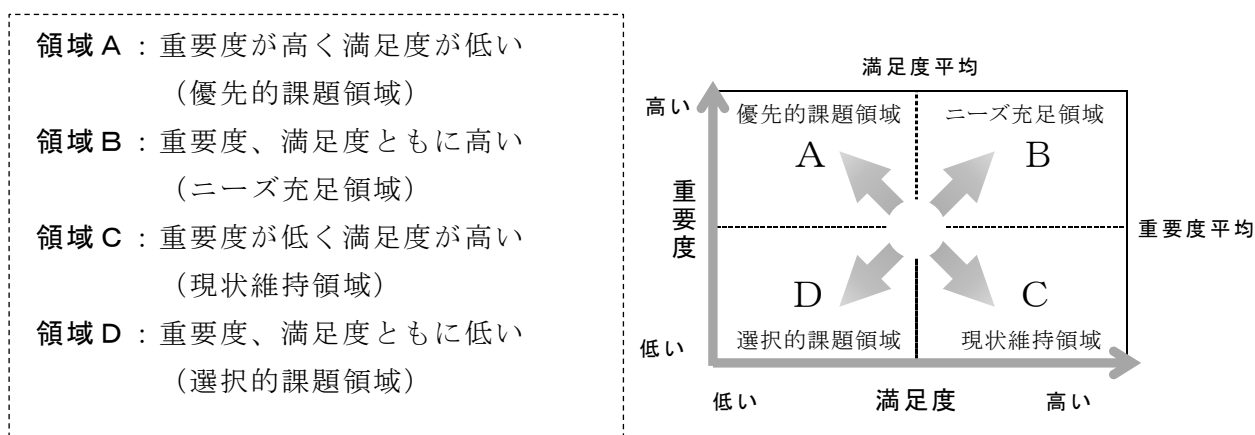 領域A：重要度が高く満足度が低い
（優先的課題領域）
領域B：重要度、満足度ともに高い
（ニーズ充足領域）
領域C：重要度が低く満足度が高い
（現状維持領域）
領域D：重要度、満足度ともに低い
（選択的課題領域）
満足度平均
高い
優先的課題領域
ニーズ充足領域
A
B
重要度
重要度平均
D
C
選択的課題領域
現状維持領域
低い
低い
満足度
高い